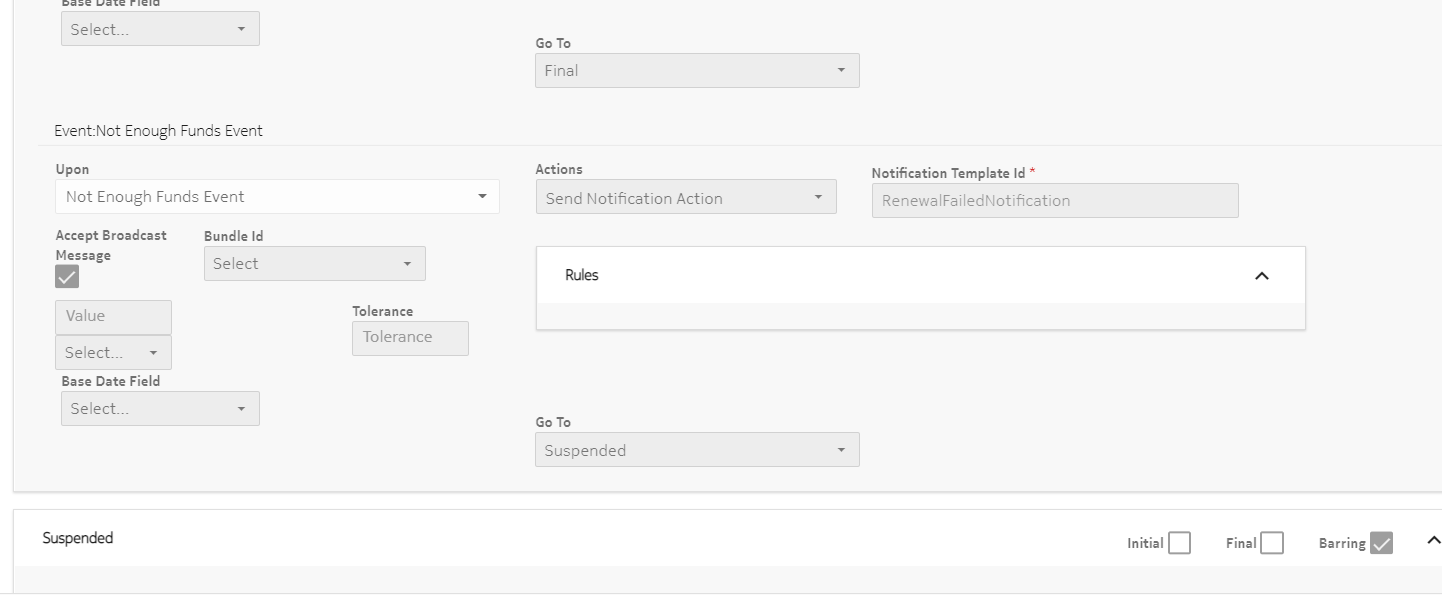 Base Date Field
Select...
Go To
Final
Event:Not Enough Funds Event
Upon
Actions
Notification Template Id *
Not Enough Funds Event
Send Notification Action
RenewalFailedNotification
Accept Broadcast
Message
Bundle Id
Select
Rules
Value
Tolerance
Select...
Tolerance
Base Date Field
Select...
Go To
Suspended
Suspended
Initial
Final
Barring